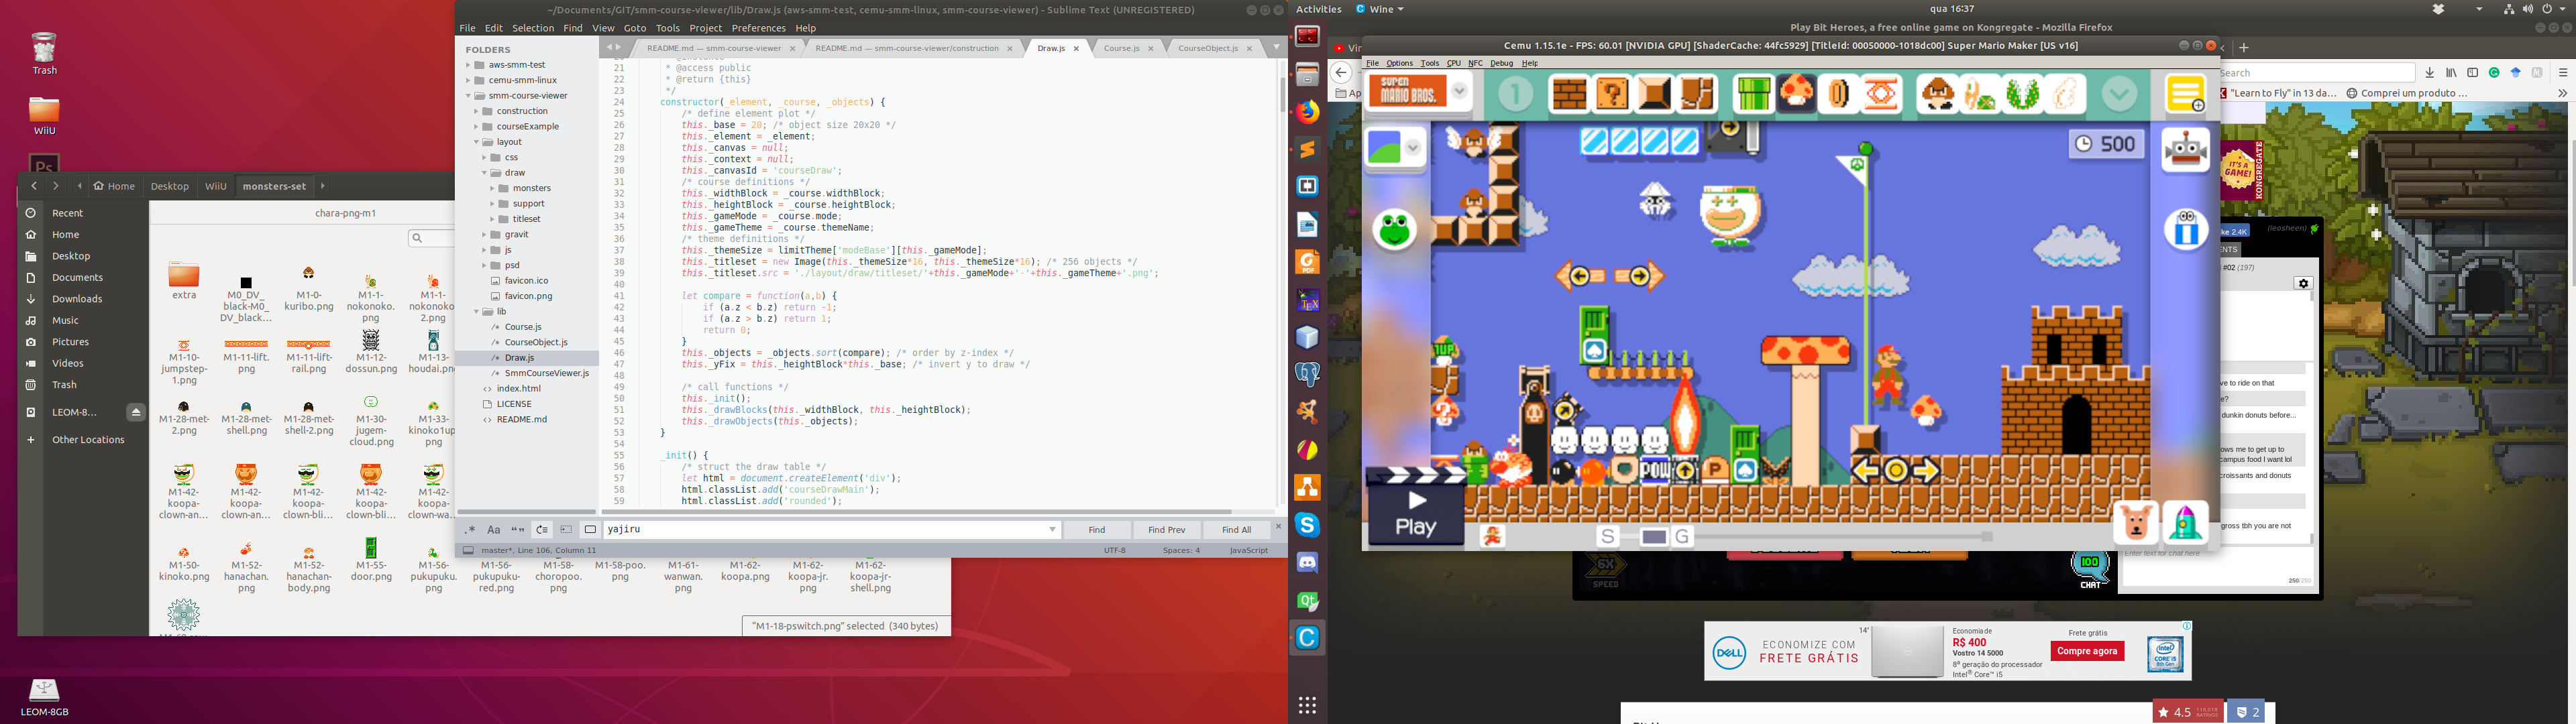 ~/Documents/GIT/smm-course-viewer/lib/Draw.js (aws-smm-test, cemu-smm-linux, smm-course-viewer) - Sublime Text (UNREGISTERED)
File Edit Selection Find View Goto Tools Project Preferences Help
FOLDERS
aws-smm-test
cemu-smm-linux
smm-course-viewer
construction
courseExample
layout
css
draw
monsters
support
titleset
gravit
js
psd
favicon.ico
favicon.png
lib
Course.js
CourseObject.js
Draw.js
SmmCourseViewer.js
index.html
LICENSE
README.md
README.md — smm-course-viewer
README.md — smm-course-viewer/construction
Draw.js
Course.js
CourseObject.js
21 * @access public
22 * @return {this}
23 */
24 constructor(_element, _course, _objects) {
25 /* define element plot */
26 this._base = 20; /* object size 20x20 */
27 this._element = _element;
28 this._canvas = null;
29 this._context = null;
30 this._canvasId = 'courseDraw';
31 /* course definitions */
32 this._widthBlock = _course.widthBlock;
33 this._heightBlock = _course.heightBlock;
34 this._gameMode = _course.mode;
35 this._gameTheme = _course.themeName;
36 /* theme definitions */
37 this._themeSize = limitTheme['modeBase'][this._gameMode];
38 this._titleset = new Image(this._themeSize*16, this._themeSize*16); /* 256 objects */
39 this._titleset.src = './layout/draw/titleset/'+this._gameMode+'-'+this._gameTheme+'.png';
40
41 let compare = function(a,b) {
42 if (a.z < b.z) return -1;
43 if (a.z > b.z) return 1;
44 return 0;
45 }
46 this._objects = _objects.sort(compare); /* order by z-index */
47 this._yFix = this._heightBlock*this._base; /* invert y to draw */
48
49 /* call functions */
50 this._init();
51 this._drawBlocks(this._widthBlock, this._heightBlock);
52 this._drawObjects(this._objects);
53 }
54
55 _init() {
56 /* struct the draw table */
57 let html = document.createElement('div');
58 html.classList.add('courseDrawMain');
59 html.classList.add('rounded');
yajiru
Find Find Prev Find All
master*, Line 106, Column 11
UTF-8 Spaces: 4 JavaScript
Trash
WiiU
Ps
LEOM-8GB
Home Desktop WiiU monsters-set
Recent
Home
Desktop
Documents
Downloads
Music
Pictures
Videos
Trash
LEOM-8…
Other Locations
chara-png-m1
extra
M0_DV_black-M0_DV_black…
M1-0-kuribo.png
M1-1-nokonoko.png
M1-1-nokonoko2.png
M1-10-jumpstep-1.png
M1-11-lift.png
M1-11-lift-rail.png
M1-12-dossun.png
M1-13-houdai.png
M1-28-met-2.png
M1-28-met-shell.png
M1-28-met-shell-2.png
M1-30-jugem-cloud.png
M1-33-kinoko1up.png
M1-42-koopa-clown-an…
M1-42-koopa-clown-an…
M1-42-koopa-clown-bli…
M1-42-koopa-clown-bli…
M1-42-koopa-clown-wa…
M1-50-kinoko.png
M1-52-hanachan.png
M1-52-hanachan-body.png
M1-55-door.png
M1-56-pukupuku.png
M1-56-pukupuku-red.png
M1-58-choropoo.png
M1-58-poo.png
M1-61-wanwan.png
M1-62-koopa.png
M1-62-koopa-jr.png
M1-62-koopa-jr-shell.png
"M1-18-pswitch.png" selected (340 bytes)
Activities Wine
qua 16:37
Play Bit Heroes, a free online game on Kongregate - Mozilla Firefox
Cemu 1.15.1e - FPS: 60.01 [NVIDIA GPU] [ShaderCache: 44fc5929] [TitleId: 00050000-1018dc00] Super Mario Maker [US v16]
File Options Tools CPU NFC Debug Help
SUPER MARIO BROS.
1
500
1UP
POW
P
Play
S
G
Search
"Learn to Fly" in 13 da…
Comprei um produto …
IT'S A GAME!
KONGREGATE
ke 2.4K
(leosheen)
ENTS
#02 (197)
ve to ride on that
e?
dunkin donuts before...
ows me to get up to
campus food I want lol
croissants and donuts
gross tbh you are not
Enter text for chat here
250/250
6X
SPEED
100
CHAT
DELL
ECONOMIZE COM
FRETE GRÁTIS
14"
Economia de
R$ 400
Vostro 14 5000
8ª geração do processador
Intel® Core™ i5
Frete grátis
Compre agora
intel
CORE i5
8th Gen
4.5
RATINGS
2